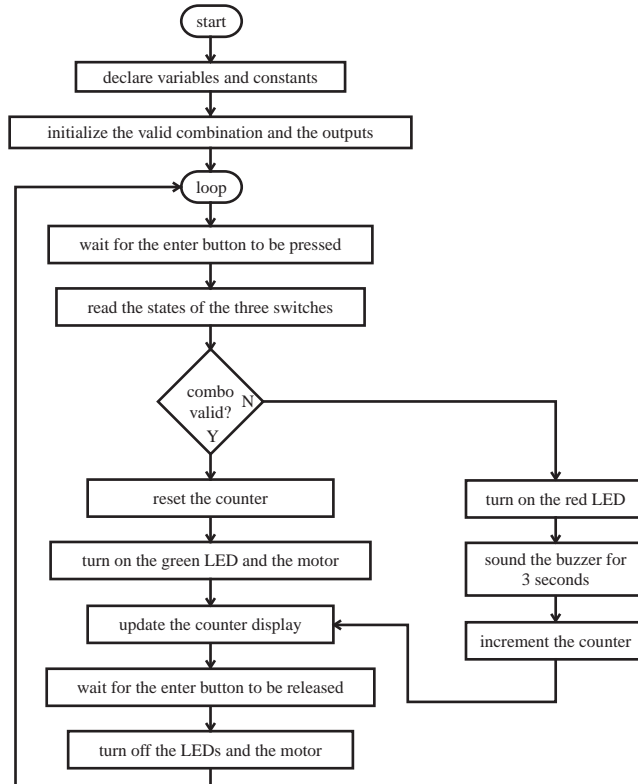 start
declare variables and constants
initialize the valid combination and the outputs
loop
wait for the enter button to be pressed
read the states of the three switches
combo
valid?
N
Y
reset the counter
turn on the green LED and the motor
update the counter display
wait for the enter button to be released
turn off the LEDs and the motor
turn on the red LED
sound the buzzer for
3 seconds
increment the counter